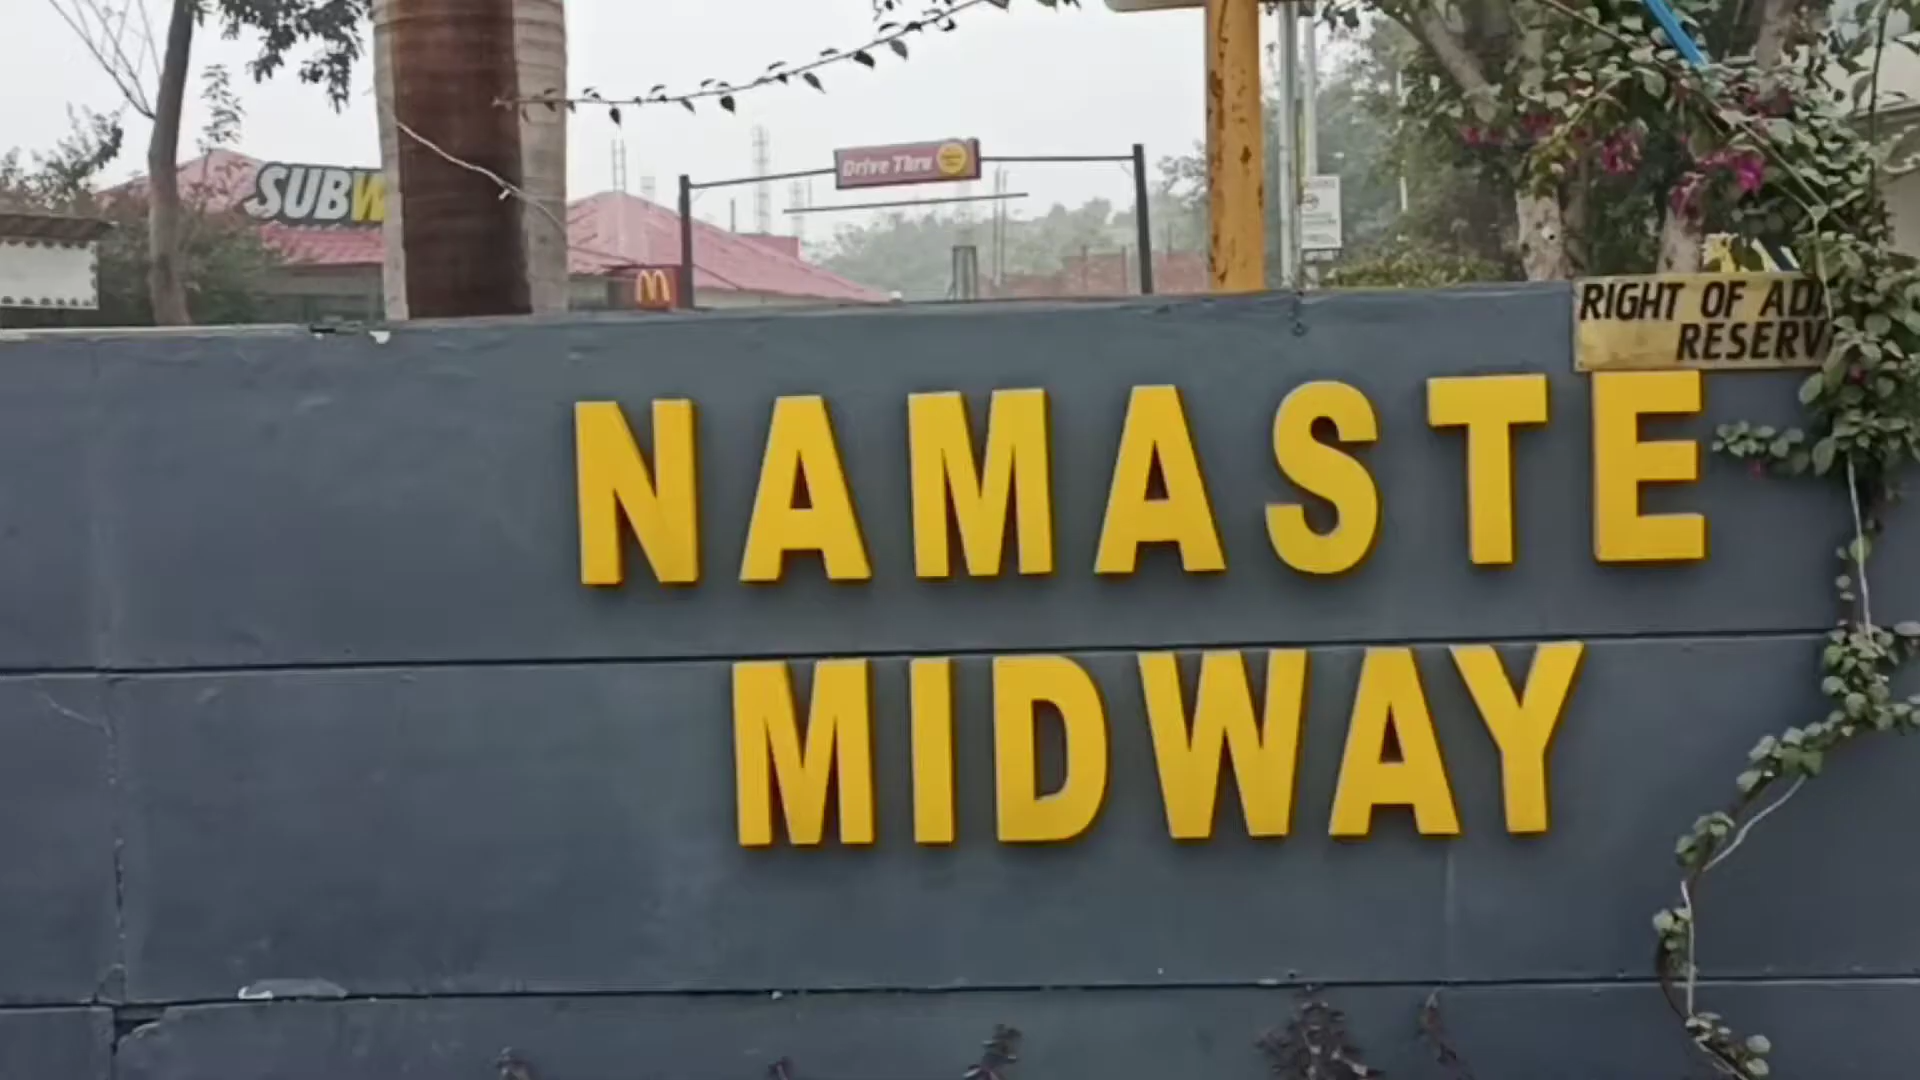 SUBW
Drive Thru
RIGHT OF AD
RESERV
NAMASTE
MIDWAY